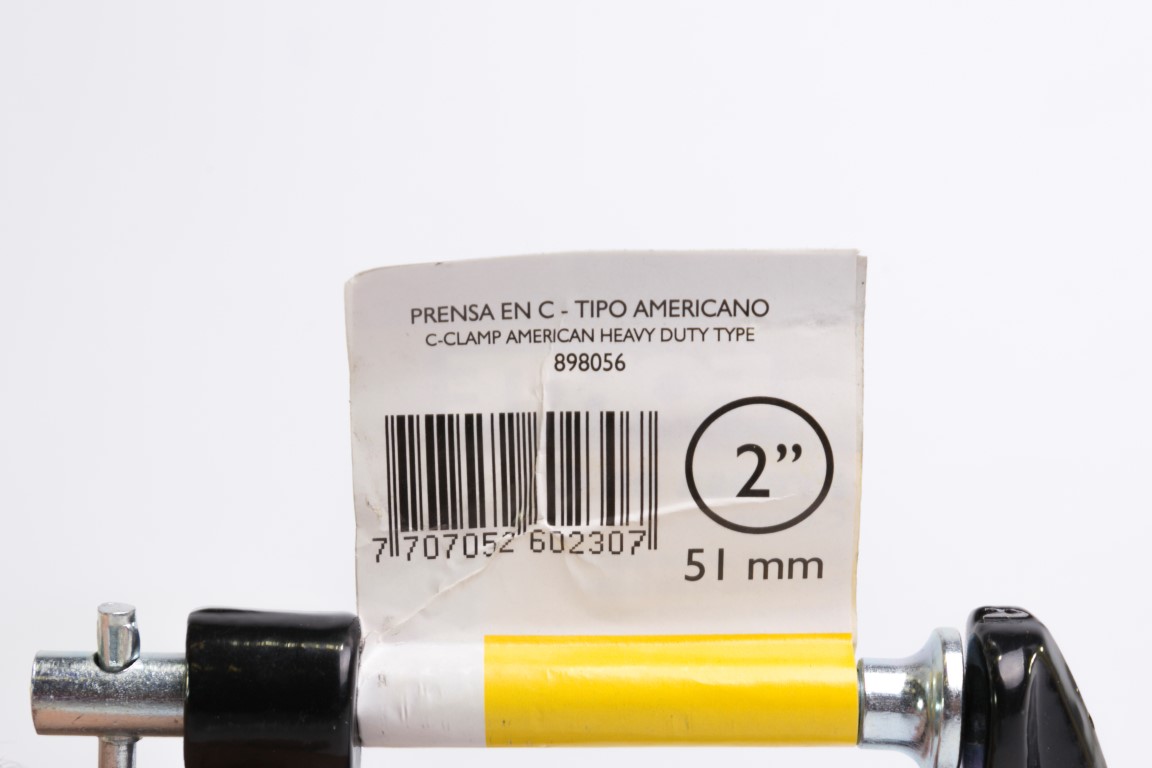 PRENSA EN C - TIPO AMERICANO
C-CLAMP AMERICAN HEAVY DUTY TYPE
898056
2”
7 707052 602307
51 mm